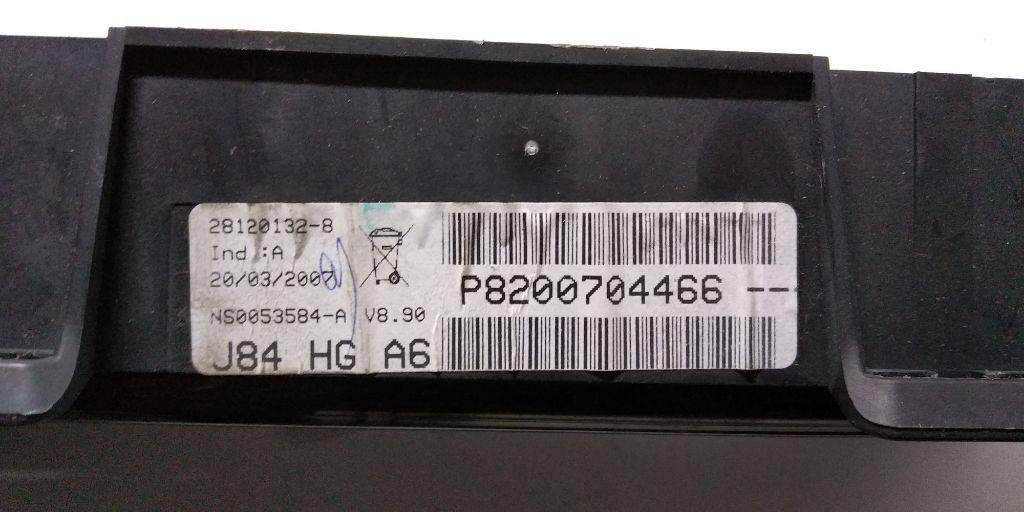 28120132-8
Ind :A
20/03/2007
NS0053584-A V8.90
J84 HG A6
P8200704466 ---